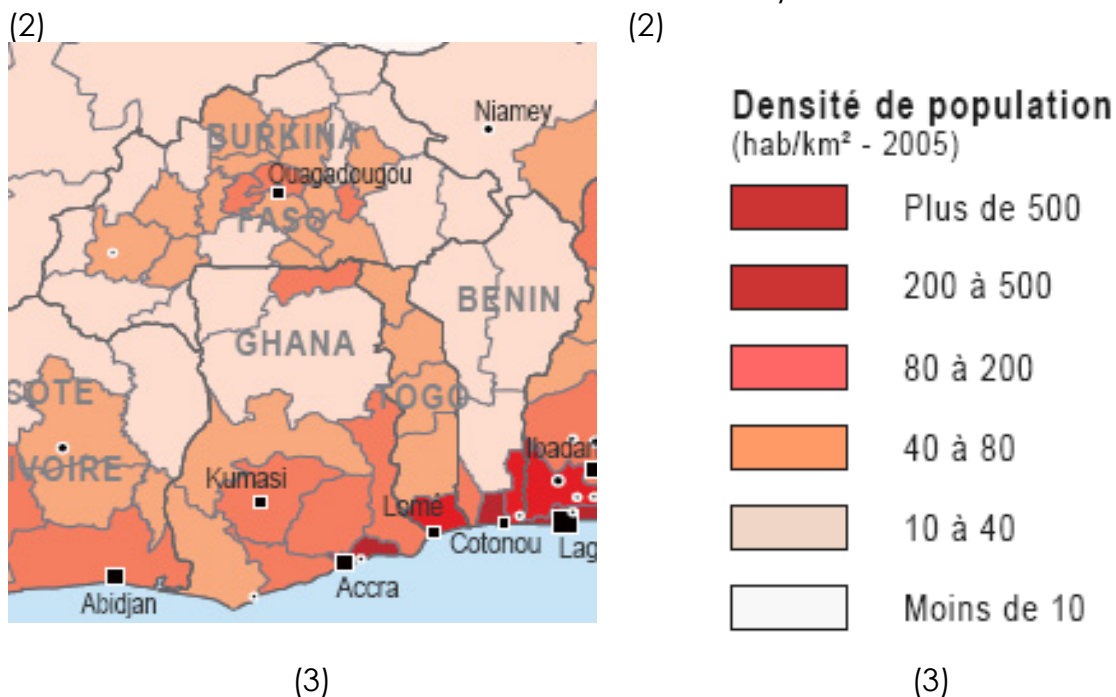 (2)
(2)
Niamey
BURKINA
Ouagadougou
FASO
BENIN
GHANA
TOGO
OTE
IVOIRE
Ibadan
Kumasi
Lomé
Cotonou
Lag
Accra
Abidjan
(3)
Densité de population
(hab/km² - 2005)
Plus de 500
200 à 500
80 à 200
40 à 80
10 à 40
Moins de 10
(3)